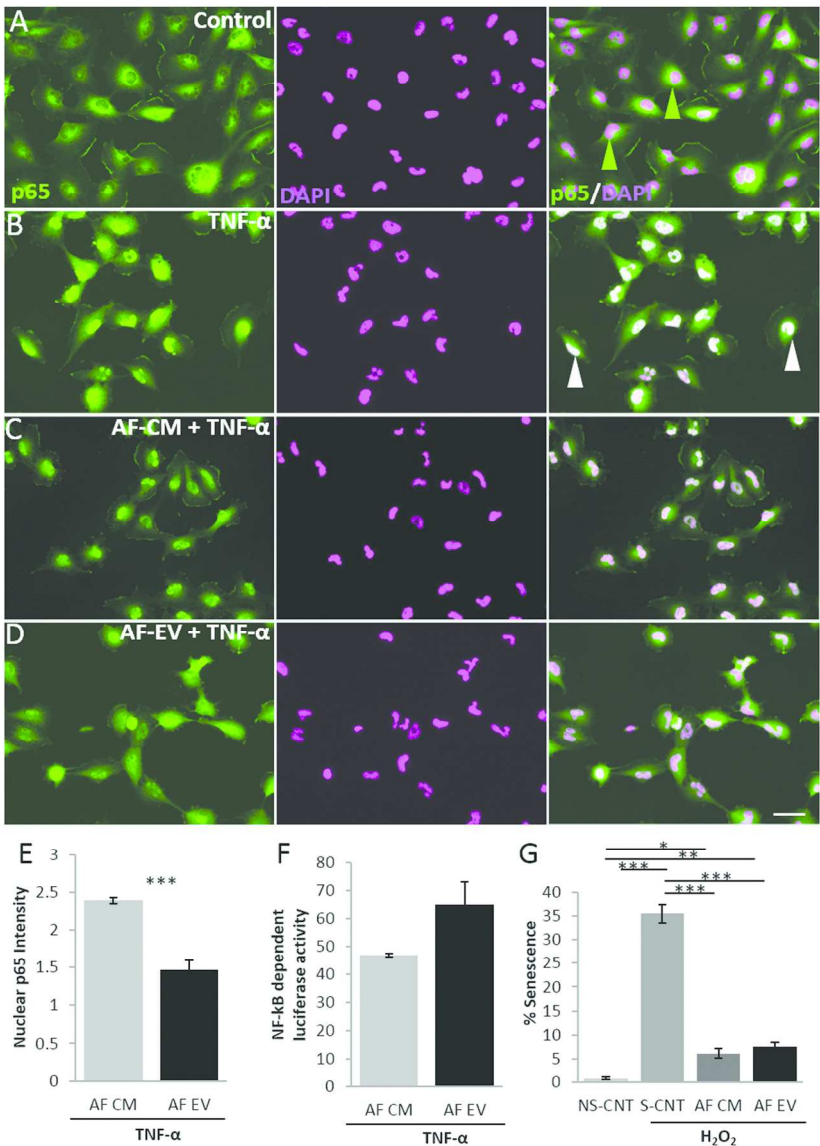 A Control
p65 DAPI p65/DAPI
B TNF-α
C AF-CM + TNF-α
D AF-EV + TNF-α
E
Nuclear p65 Intensity
3
2.5
2
1.5
1
0.5
0
***
AF CM AF EV
TNF-α
F
NF-kB dependent
luciferase activity
80
70
60
50
40
30
20
10
0
AF CM AF EV
TNF-α
G
% Senescence
40
35
30
25
20
15
10
5
0
*
**
***
***
***
NS-CNT S-CNT AF CM AF EV
H₂O₂